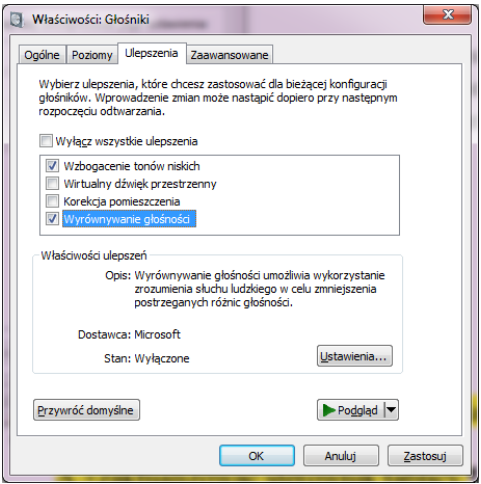 Właściwości: Głośniki
Ogólne Poziomy Ulepszenia Zaawansowane
Wybierz ulepszenia, które chcesz zastosować dla bieżącej konfiguracji
głośników. Wprowadzenie zmian może nastąpić dopiero przy następnym
rozpoczęciu odtwarzania.
Wyłącz wszystkie ulepszenia
Wzbogacenie tonów niskich
Wirtualny dźwięk przestrzenny
Korekcja pomieszczenia
Wyrównywanie głośności
Właściwości ulepszeń
Opis: Wyrównywanie głośności umożliwia wykorzystanie
zrozumienia słuchu ludzkiego w celu zmniejszenia
postrzeganych różnic głośności.
Dostawca: Microsoft
Stan: Wyłączone
Ustawienia...
Przywróć domyślne
Podgląd
OK Anuluj Zastosuj